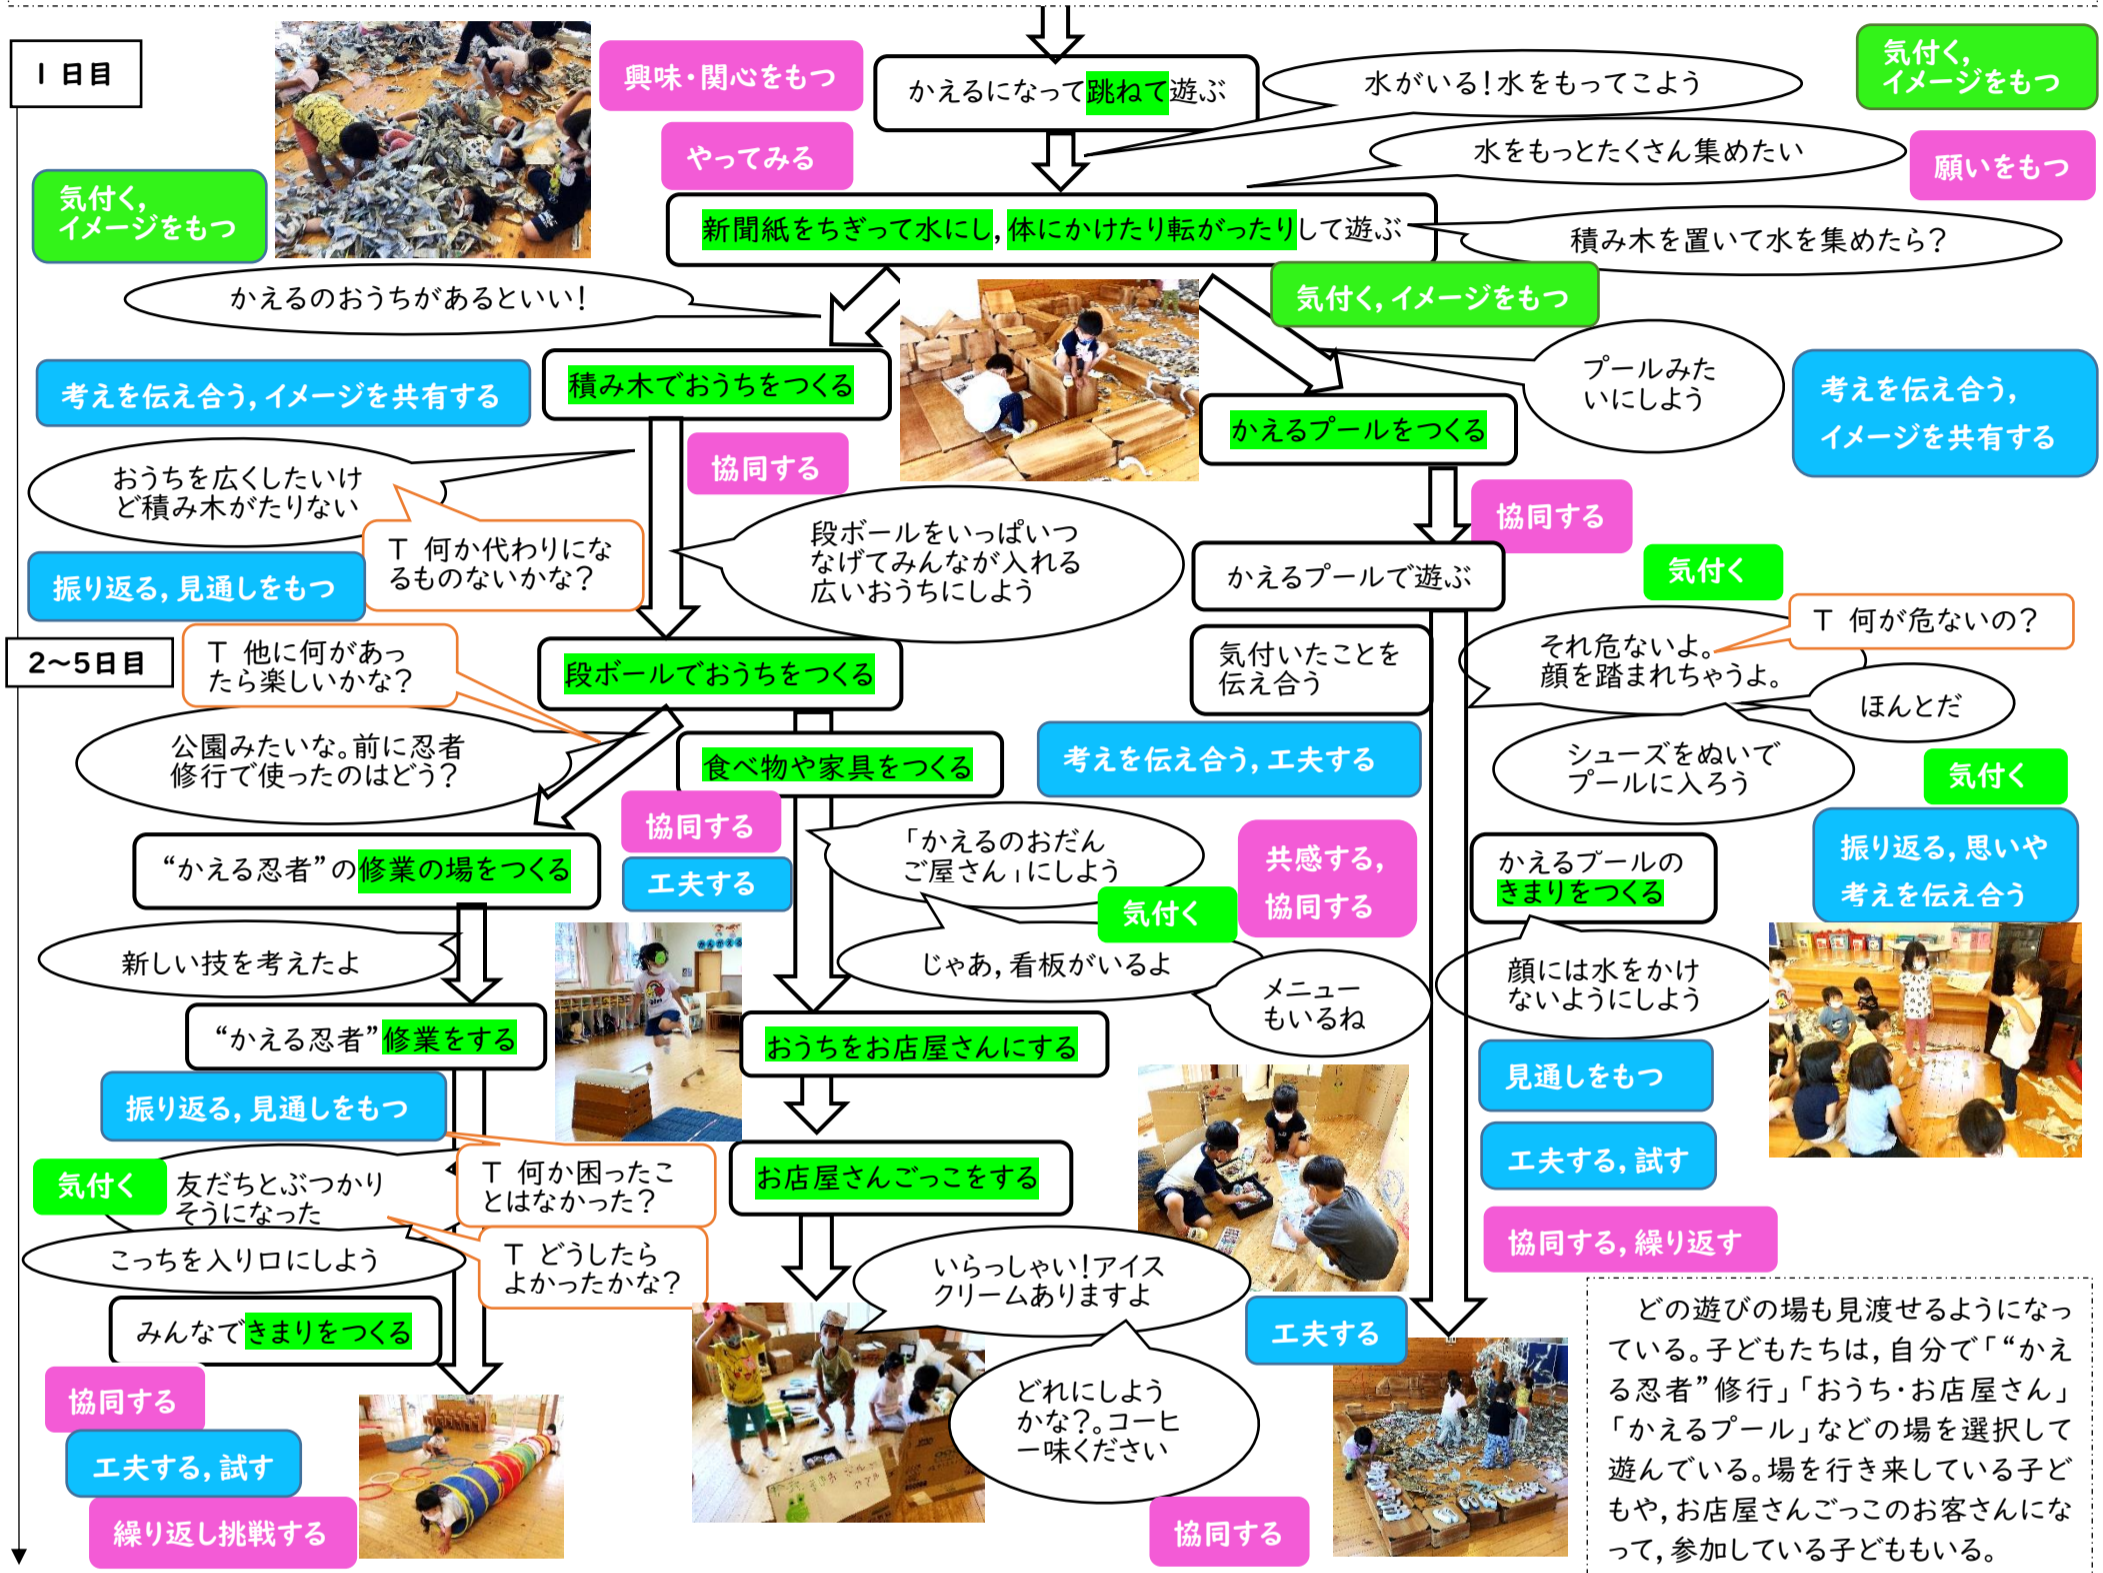 1日目
興味・関心をもつ
かえるになって跳ねて遊ぶ
水がいる!水をもってこよう
気付く,
イメージをもつ
やってみる
水をもっとたくさん集めたい
願いをもつ
気付く,
イメージをもつ
新聞紙をちぎって水にし,体にかけたり転がったりして遊ぶ
積み木を置いて水を集めたら?
かえるのおうちがあるといい!
気付く,イメージをもつ
プールみた
いにしよう
考えを伝え合う,イメージを共有する
積み木でおうちをつくる
かえるプールをつくる
考えを伝え合う,
イメージを共有する
協同する
おうちを広くしたいけ
ど積み木がたりない
T 何か代わりにな
るものないかな?
段ボールをいっぱいつ
なげてみんなが入れる
広いおうちにしよう
協同する
振り返る,見通しをもつ
かえるプールで遊ぶ
気付く
2~5日目
T 他に何があっ
たら楽しいかな?
段ボールでおうちをつくる
気付いたことを
伝え合う
それ危ないよ。
顔を踏まれちゃうよ。
T 何が危ないの?
ほんとだ
公園みたいな。前に忍者
修行で使ったのはどう?
食べ物や家具をつくる
考えを伝え合う,工夫する
シューズをぬいで
プールに入ろう
気付く
協同する
工夫する
"かえる忍者"の修業の場をつくる
「かえるのおだん
ご屋さん」にしよう
共感する,
協同する
かえるプールの
きまりをつくる
振り返る,思いや
考えを伝え合う
気付く
新しい技を考えたよ
じゃあ,看板がいるよ
メニュー
もいるね
顔には水をかけ
ないようにしよう
"かえる忍者"修業をする
おうちをお店屋さんにする
見通しをもつ
振り返る,見通しをもつ
工夫する,試す
気付く
友だちとぶつかり
そうになった
T 何か困ったこ
とはなかった?
お店屋さんごっこをする
協同する,繰り返す
こっちを入り口にしよう
T どうしたら
よかったかな?
いらっしゃい!アイス
クリームありますよ
みんなできまりをつくる
工夫する
どれにしよう
かな?。コーヒ
ー味ください
協同する
工夫する,試す
繰り返し挑戦する
協同する
どの遊びの場も見渡せるようになっ
ている。子どもたちは,自分で「"かえ
る忍者"修行」「おうち・お店屋さん」
「かえるプール」などの場を選択して
遊んでいる。場を行き来している子ど
もや,お店屋さんごっこのお客さんにな
って,参加している子どももいる。